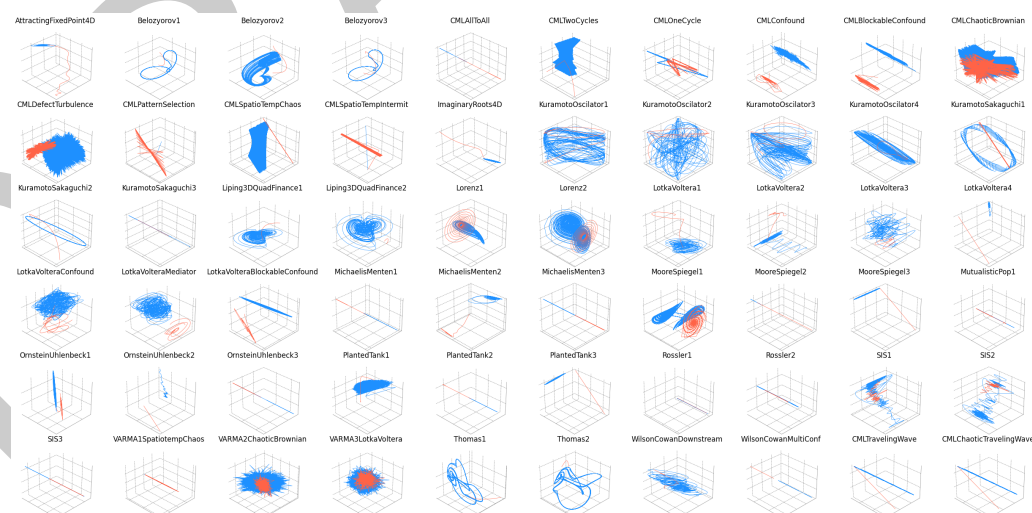 AttractingFixedPoint4D Belozyorov1 Belozyorov2 Belozyorov3 CMLAllToAll CMLTwoCycles CMLOneCycle CMLConfound CMLBlockableConfound CMLChaoticBrownian
CMLDefectTurbulence CMLPatternSelection CMLSpatioTempChaos CMLSpatioTempIntermit ImaginaryRoots4D KuramotoOscilator1 KuramotoOscilator2 KuramotoOscilator3 KuramotoOscilator4 KuramotoSakaguchi1
KuramotoSakaguchi2 KuramotoSakaguchi3 Liping3DQuadFinance1 Liping3DQuadFinance2 Lorenz1 Lorenz2 LotkaVoltera1 LotkaVoltera2 LotkaVoltera3 LotkaVoltera4
LotkaVolteraConfound LotkaVolteraMediator LotkaVolteraBlockableConfound MichaelisMenten1 MichaelisMenten2 MichaelisMenten3 MooreSpiegel1 MooreSpiegel2 MooreSpiegel3 MutualisticPop1
OrnsteinUhlenbeck1 OrnsteinUhlenbeck2 OrnsteinUhlenbeck3 PlantedTank1 PlantedTank2 PlantedTank3 Rossler1 Rossler2 SIS1 SIS2
SIS3 VARMA1SpatiotempChaos VARMA2ChaoticBrownian VARMA3LotkaVoltera Thomas1 Thomas2 WilsonCowanDownstream WilsonCowanMultiConf CMLTravelingWave CMLChaoticTravelingWave